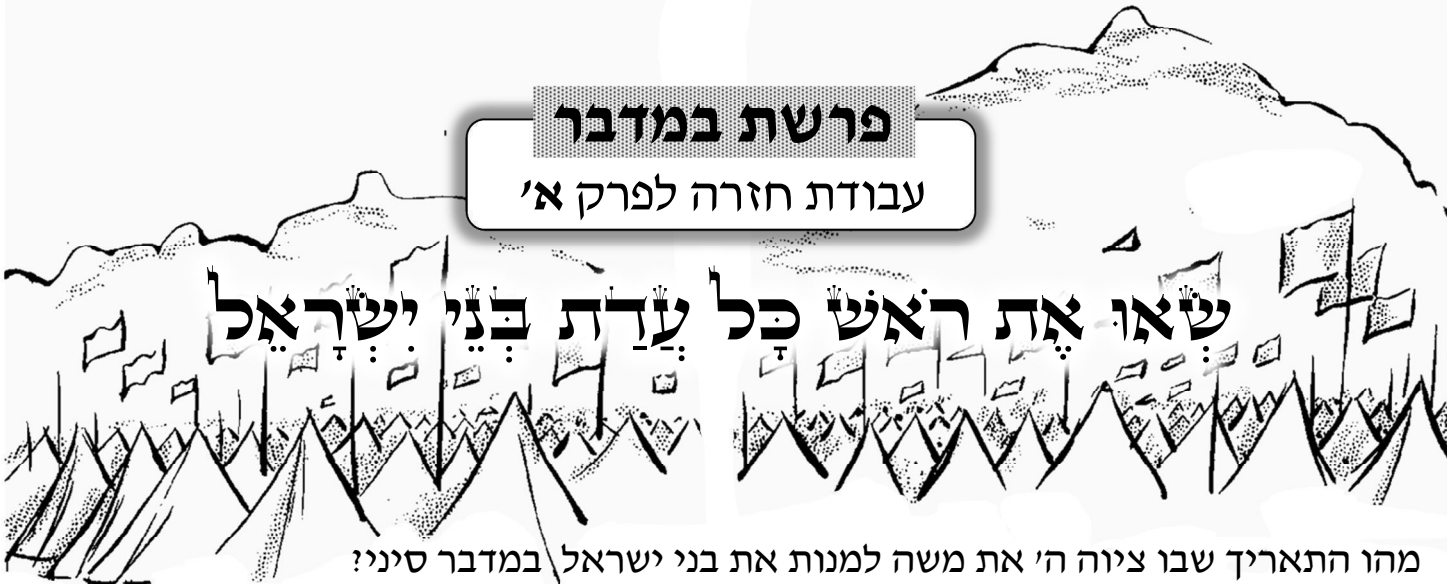 פרשת במדבר
עבודת חזרה לפרק א׳
שְׂאוּ אֶת רֹאשׁ כָּל עֲדַת בְּנֵי יִשְׂרָאֵל
מהו התאריך שבו ציוה ה׳ את משה למנות את בני ישראל במדבר סיני?